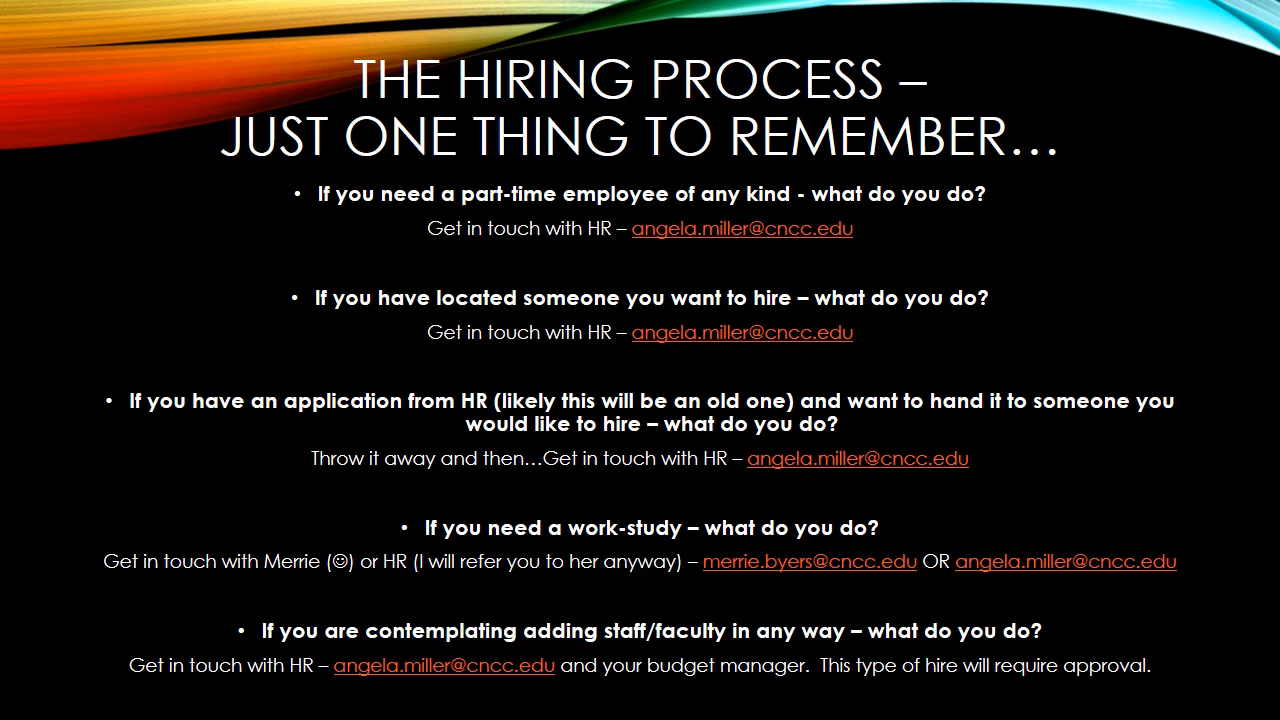 THE HIRING PROCESS –
JUST ONE THING TO REMEMBER…
• If you need a part-time employee of any kind - what do you do?
Get in touch with HR – angela.miller@cncc.edu
• If you have located someone you want to hire – what do you do?
Get in touch with HR – angela.miller@cncc.edu
• If you have an application from HR (likely this will be an old one) and want to hand it to someone you
would like to hire – what do you do?
Throw it away and then…Get in touch with HR – angela.miller@cncc.edu
• If you need a work-study – what do you do?
Get in touch with Merrie (☺) or HR (I will refer you to her anyway) – merrie.byers@cncc.edu OR angela.miller@cncc.edu
• If you are contemplating adding staff/faculty in any way – what do you do?
Get in touch with HR – angela.miller@cncc.edu and your budget manager.  This type of hire will require approval.